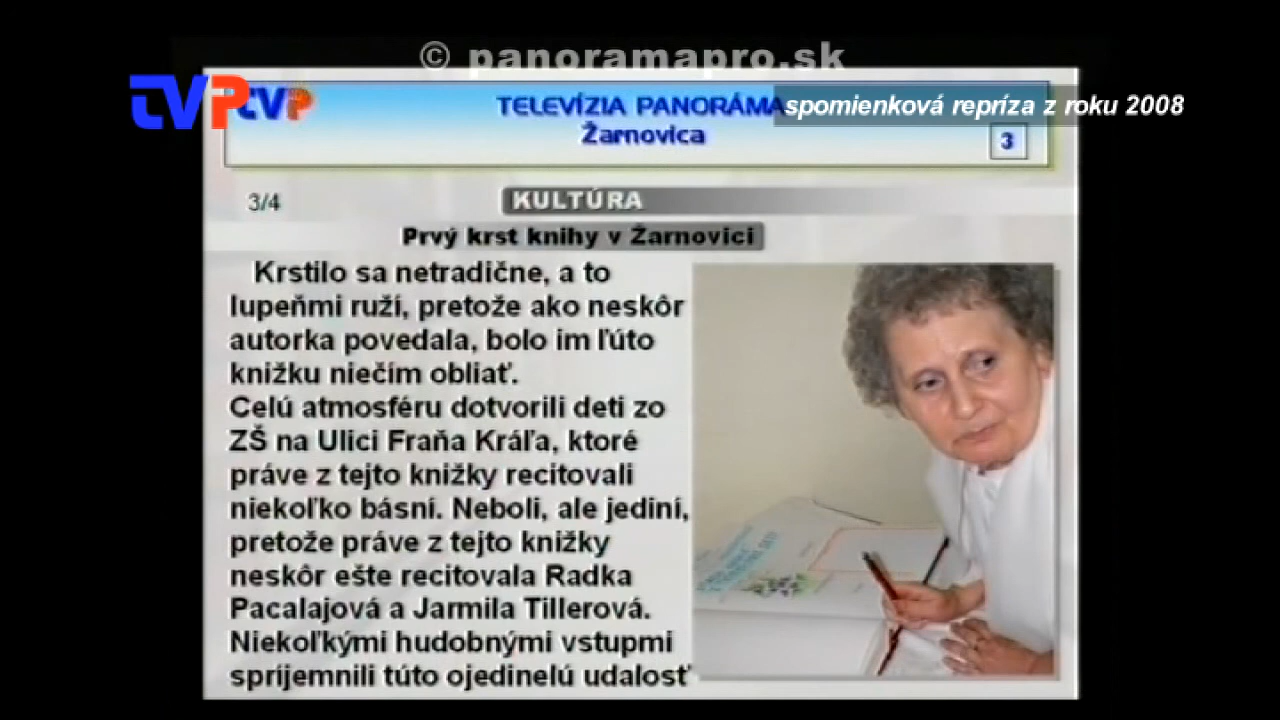 © panoramapro.sk
TVP
TVP
TELEVÍZIA PANORÁMA
spomienková repríza z roku 2008
Žarnovica
3
3/4
KULTÚRA
Prvý krst knihy v Žarnovici
Krstilo sa netradične, a to
lupeňmi ruží, pretože ako neskôr
autorka povedala, bolo im ľúto
knižku niečím obliať.
Celú atmosféru dotvorili deti zo
ZŠ na Ulici Fraňa Kráľa, ktoré
práve z tejto knižky recitovali
niekoľko básní. Neboli, ale jediní,
pretože práve z tejto knižky
neskôr ešte recitovala Radka
Pacalajová a Jarmila Tillerová.
Niekoľkými hudobnými vstupmi
spríjemnili túto ojedinelú udalosť